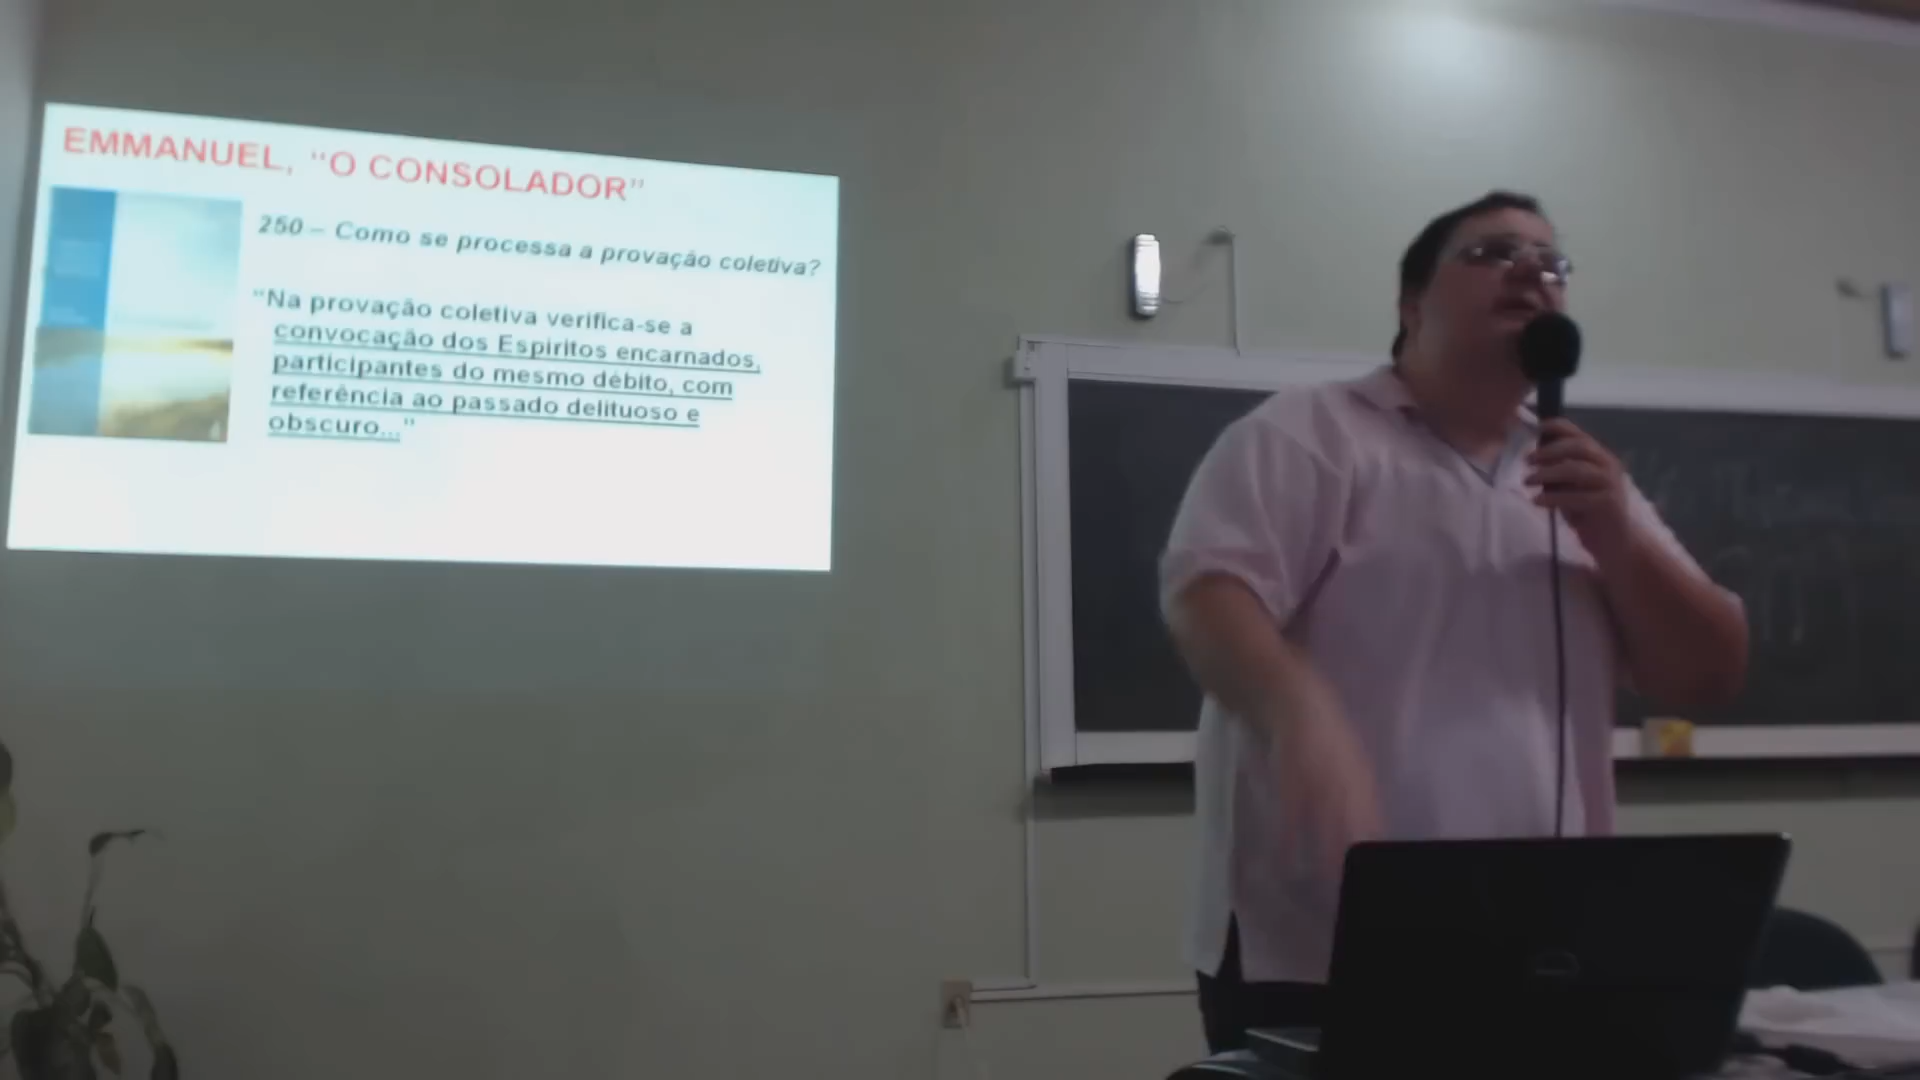 EMMANUEL, “O CONSOLADOR”
250 – Como se processa a provação coletiva?
“Na provação coletiva verifica-se a
convocação dos Espiritos encarnados,
participantes do mesmo débito, com
referência ao passado delituoso e
obscuro...”